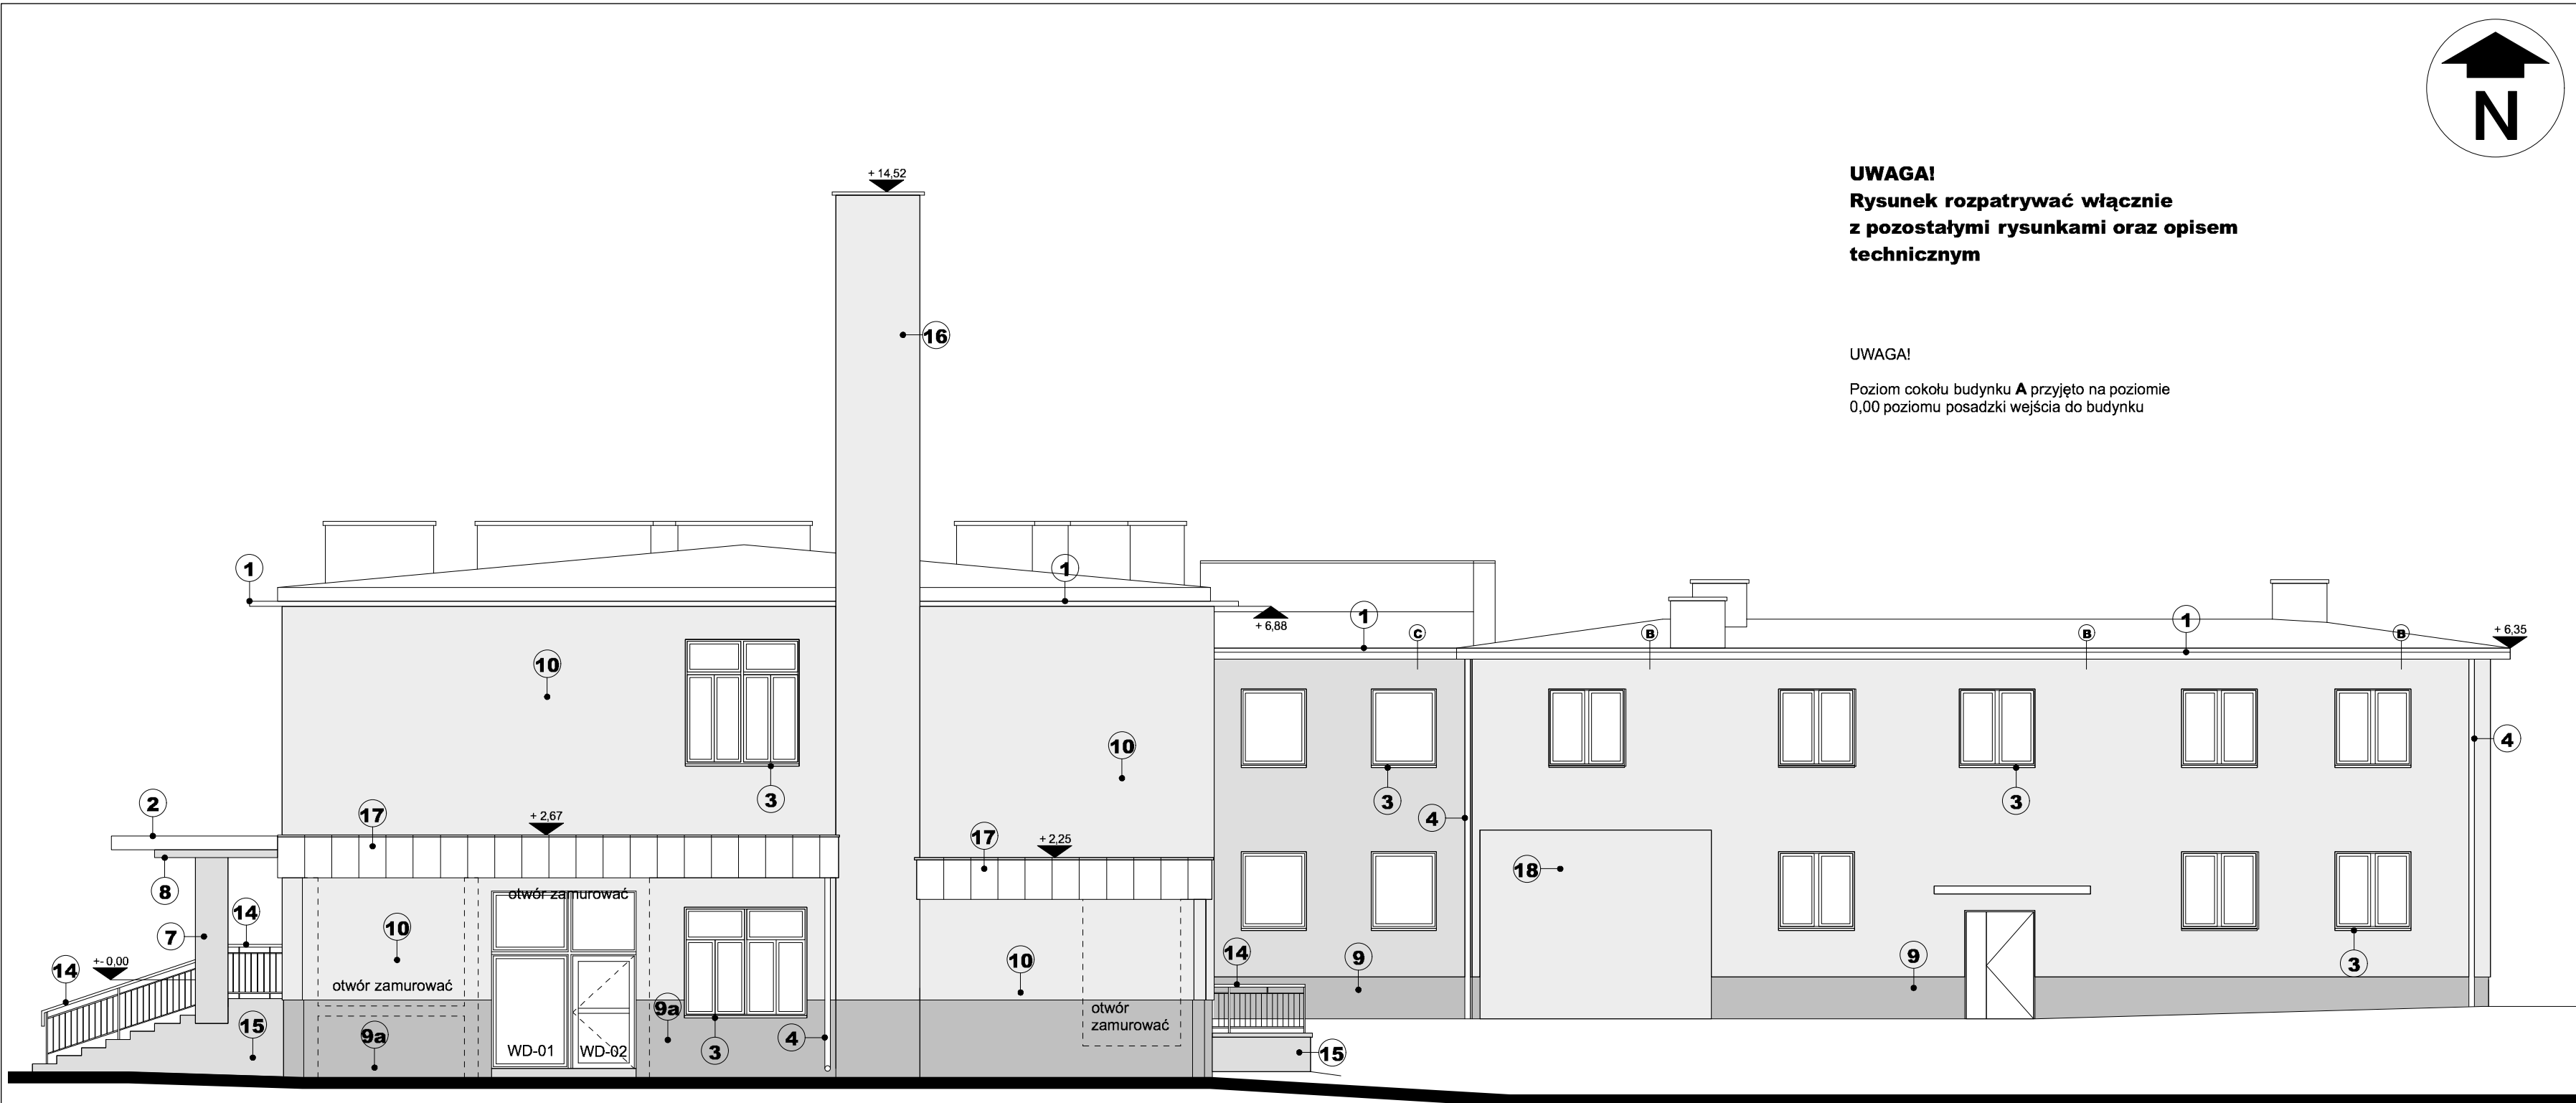 N
UWAGA!
Rysunek rozpatrywać włącznie
z pozostałymi rysunkami oraz opisem
technicznym
UWAGA!
Poziom cokołu budynku A przyjęto na poziomie
0,00 poziomu posadzki wejścia do budynku
+ 14,52
16
1
1
+ 6,88
1
C
B
B
1
B
+ 6,35
10
10
3
3
3
4
4
2
17
+ 2,67
17
+ 2,25
18
8
otwór zamurować
14
7
10
14
+- 0,00
otwór zamurować
10
14
9
9
3
9a
otwór
zamurować
15
9a
WD-01
WD-02
3
4
15